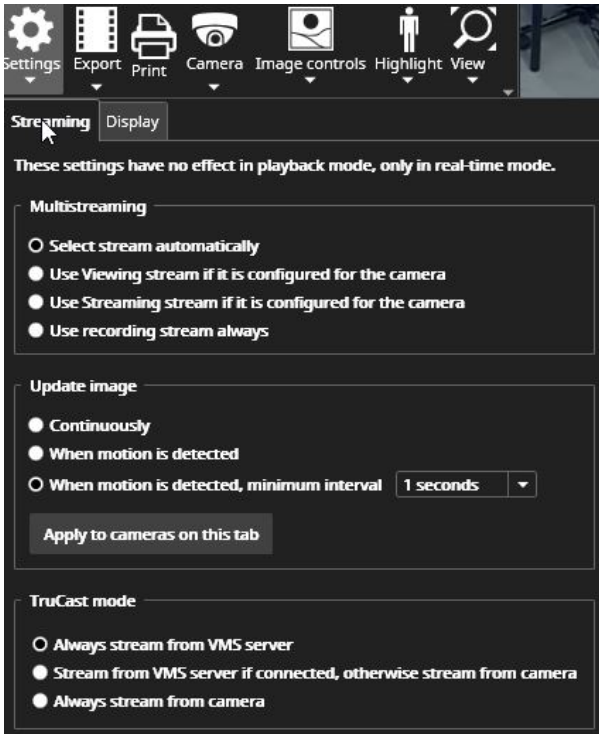 Settings Export Print Camera Image controls Highlight View
Streaming Display
These settings have no effect in playback mode, only in real-time mode.
Multistreaming
Select stream automatically
Use Viewing stream if it is configured for the camera
Use Streaming stream if it is configured for the camera
Use recording stream always
Update image
Continuously
When motion is detected
When motion is detected, minimum interval 1 seconds
Apply to cameras on this tab
TruCast mode
Always stream from VMS server
Stream from VMS server if connected, otherwise stream from camera
Always stream from camera